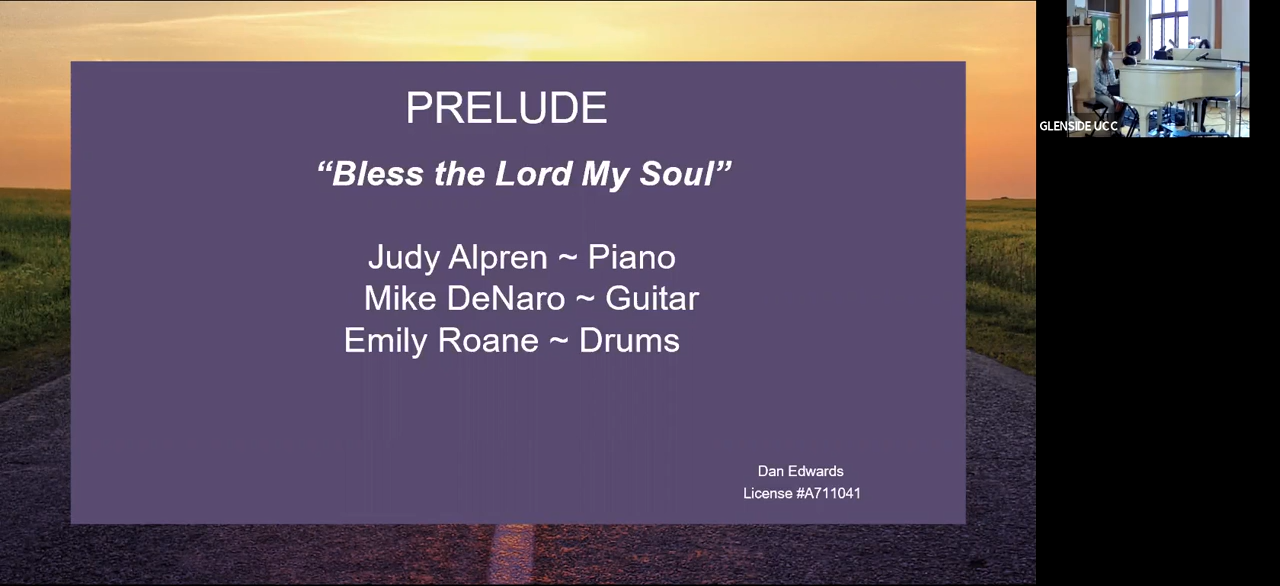 PRELUDE
“Bless the Lord My Soul”
Judy Alpren ~ Piano
Mike DeNaro ~ Guitar
Emily Roane ~ Drums
Dan Edwards
License #A711041
GLENSIDE UCC